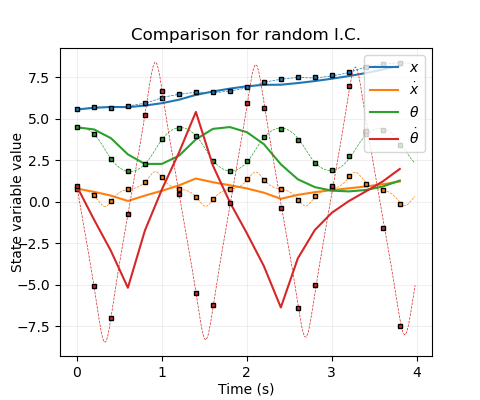 Comparison for random I.C.
7.5
5.0
2.5
0.0
−2.5
−5.0
−7.5
State variable value
x
ẋ
θ
θ̇
0
1
2
3
4
Time (s)